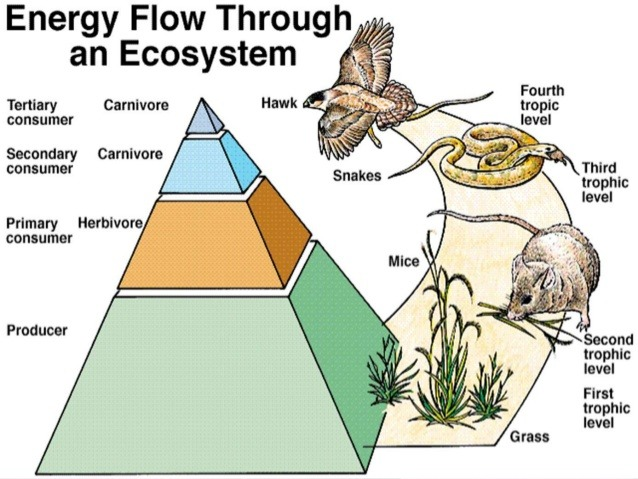 Energy Flow Through
an Ecosystem
Tertiary
consumer
Carnivore
Hawk
Fourth
tropic
level
Secondary
consumer
Carnivore
Snakes
Third
trophic
level
Primary
consumer
Herbivore
Mice
Producer
Second
trophic
level
First
trophic
level
Grass